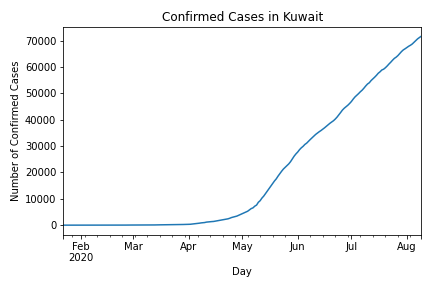 Confirmed Cases in Kuwait
70000
60000
50000
40000
30000
20000
10000
0
Number of Confirmed Cases
Feb Mar Apr May Jun Jul Aug
2020
Day